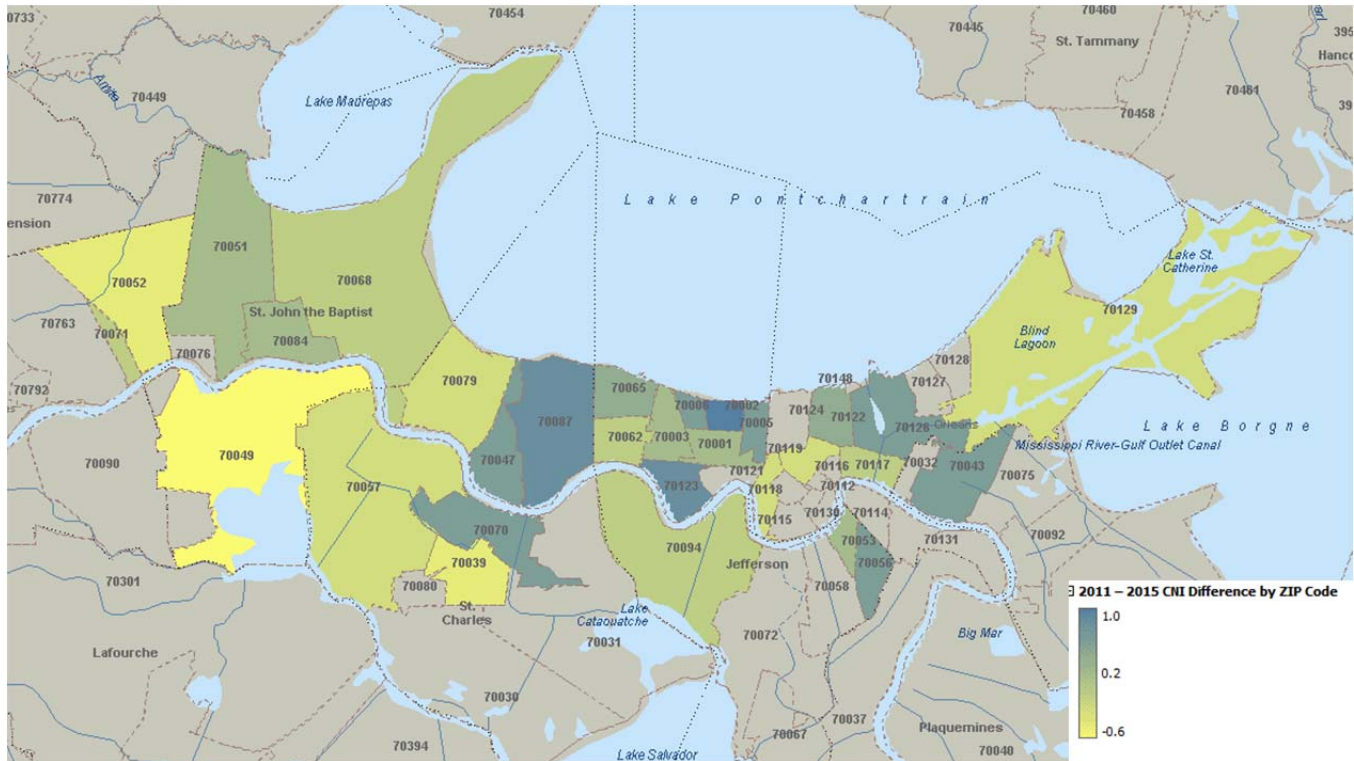 70733
70454
70445
70460
St. Tammany
395
Hanco
70449
Amite
Lake Madrepas
70458
70461
39
70774
ension
Lake Pontchartrain
70051
70052
70068
St. John the Baptist
Lake St.
Catherine
70763
70071
70076
70084
70129
Blind
Lagoon
70792
70079
70128
70148
70127
70065
70006
70002
70005
70124
70122
70087
70126
Orleans
Lake Borgne
70062
70003
70001
70119
Mississippi River-Gulf Outlet Canal
70090
70049
70047
70121
70116
70117
70032
70043
70075
70057
70123
70118
70112
70115
70130
70114
70070
70094
Jefferson
70053
70056
70131
70092
70301
70039
70080
St.
Charles
70058
Lake
Cataouatche
70031
70072
Big Mar
Lafourche
70030
70037
Plaquemines
70394
Lake Salvador
70067
70040
2011 – 2015 CNI Difference by ZIP Code
1.0
0.2
-0.6